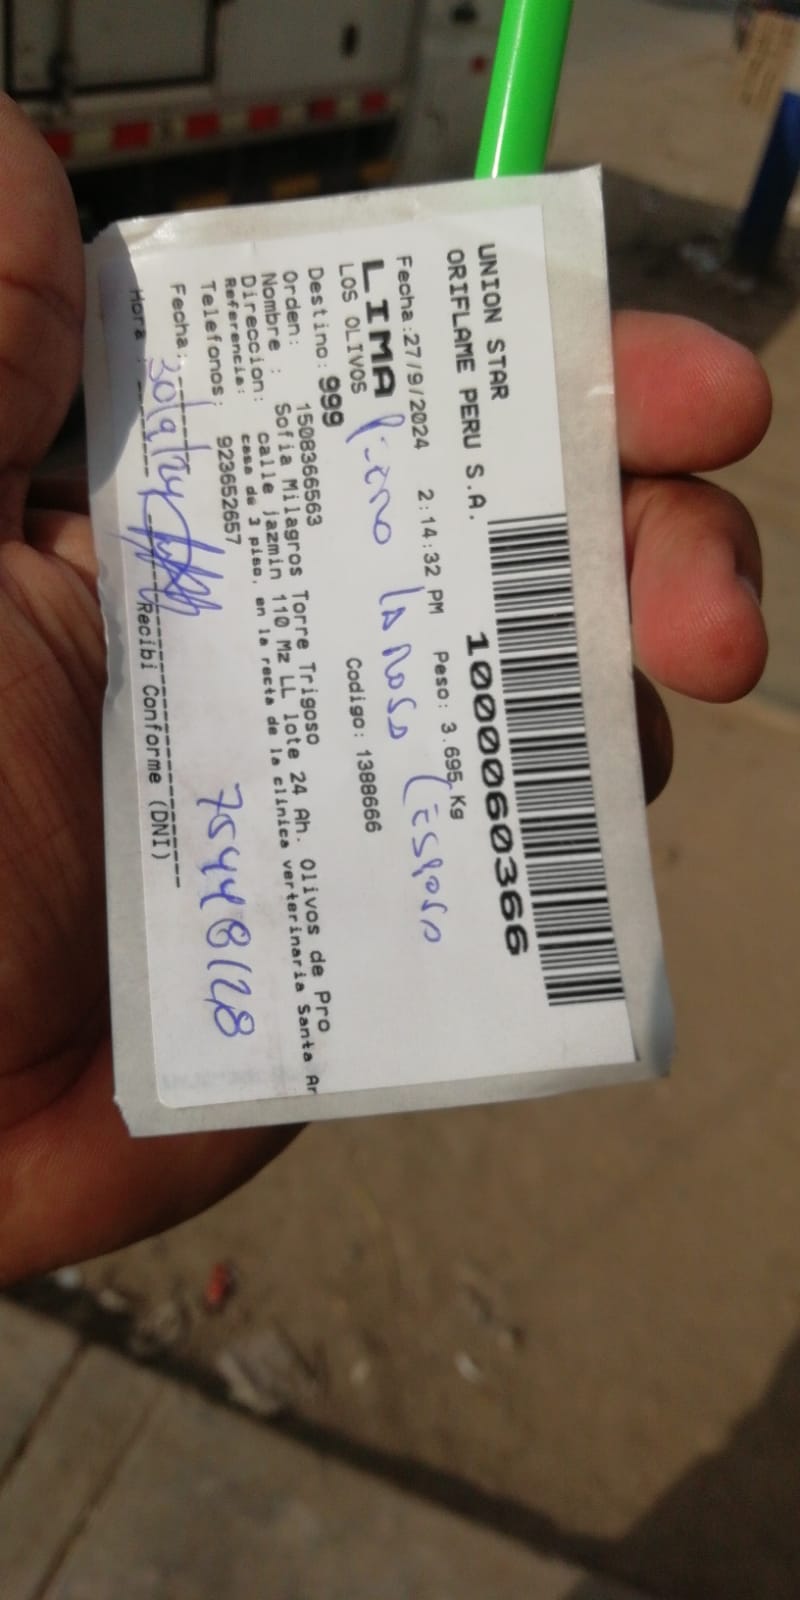 UNION STAR
ORIFLAME PERU S.A.
10000060366
Fecha:27/9/2024 2:14:32 PM Peso: 3.695 Kg
LIMA
(Esposo
LOS OLIVOS Codigo: 1388666
Destino: 999
Orden: 1508366563
Nombre : Sofia Milagros Torre Trigoso
Direccion: calle jazmin 110 Mz LL lote 24 Ah. Olivos de Pro
Referencia: casa de 3 piso, en la recta de la clinica verterinaria Santa Ar
Telefonos: 923652657
75448128
Fecha: 30/9/24
Hora : Recibi Conforme (DNI)